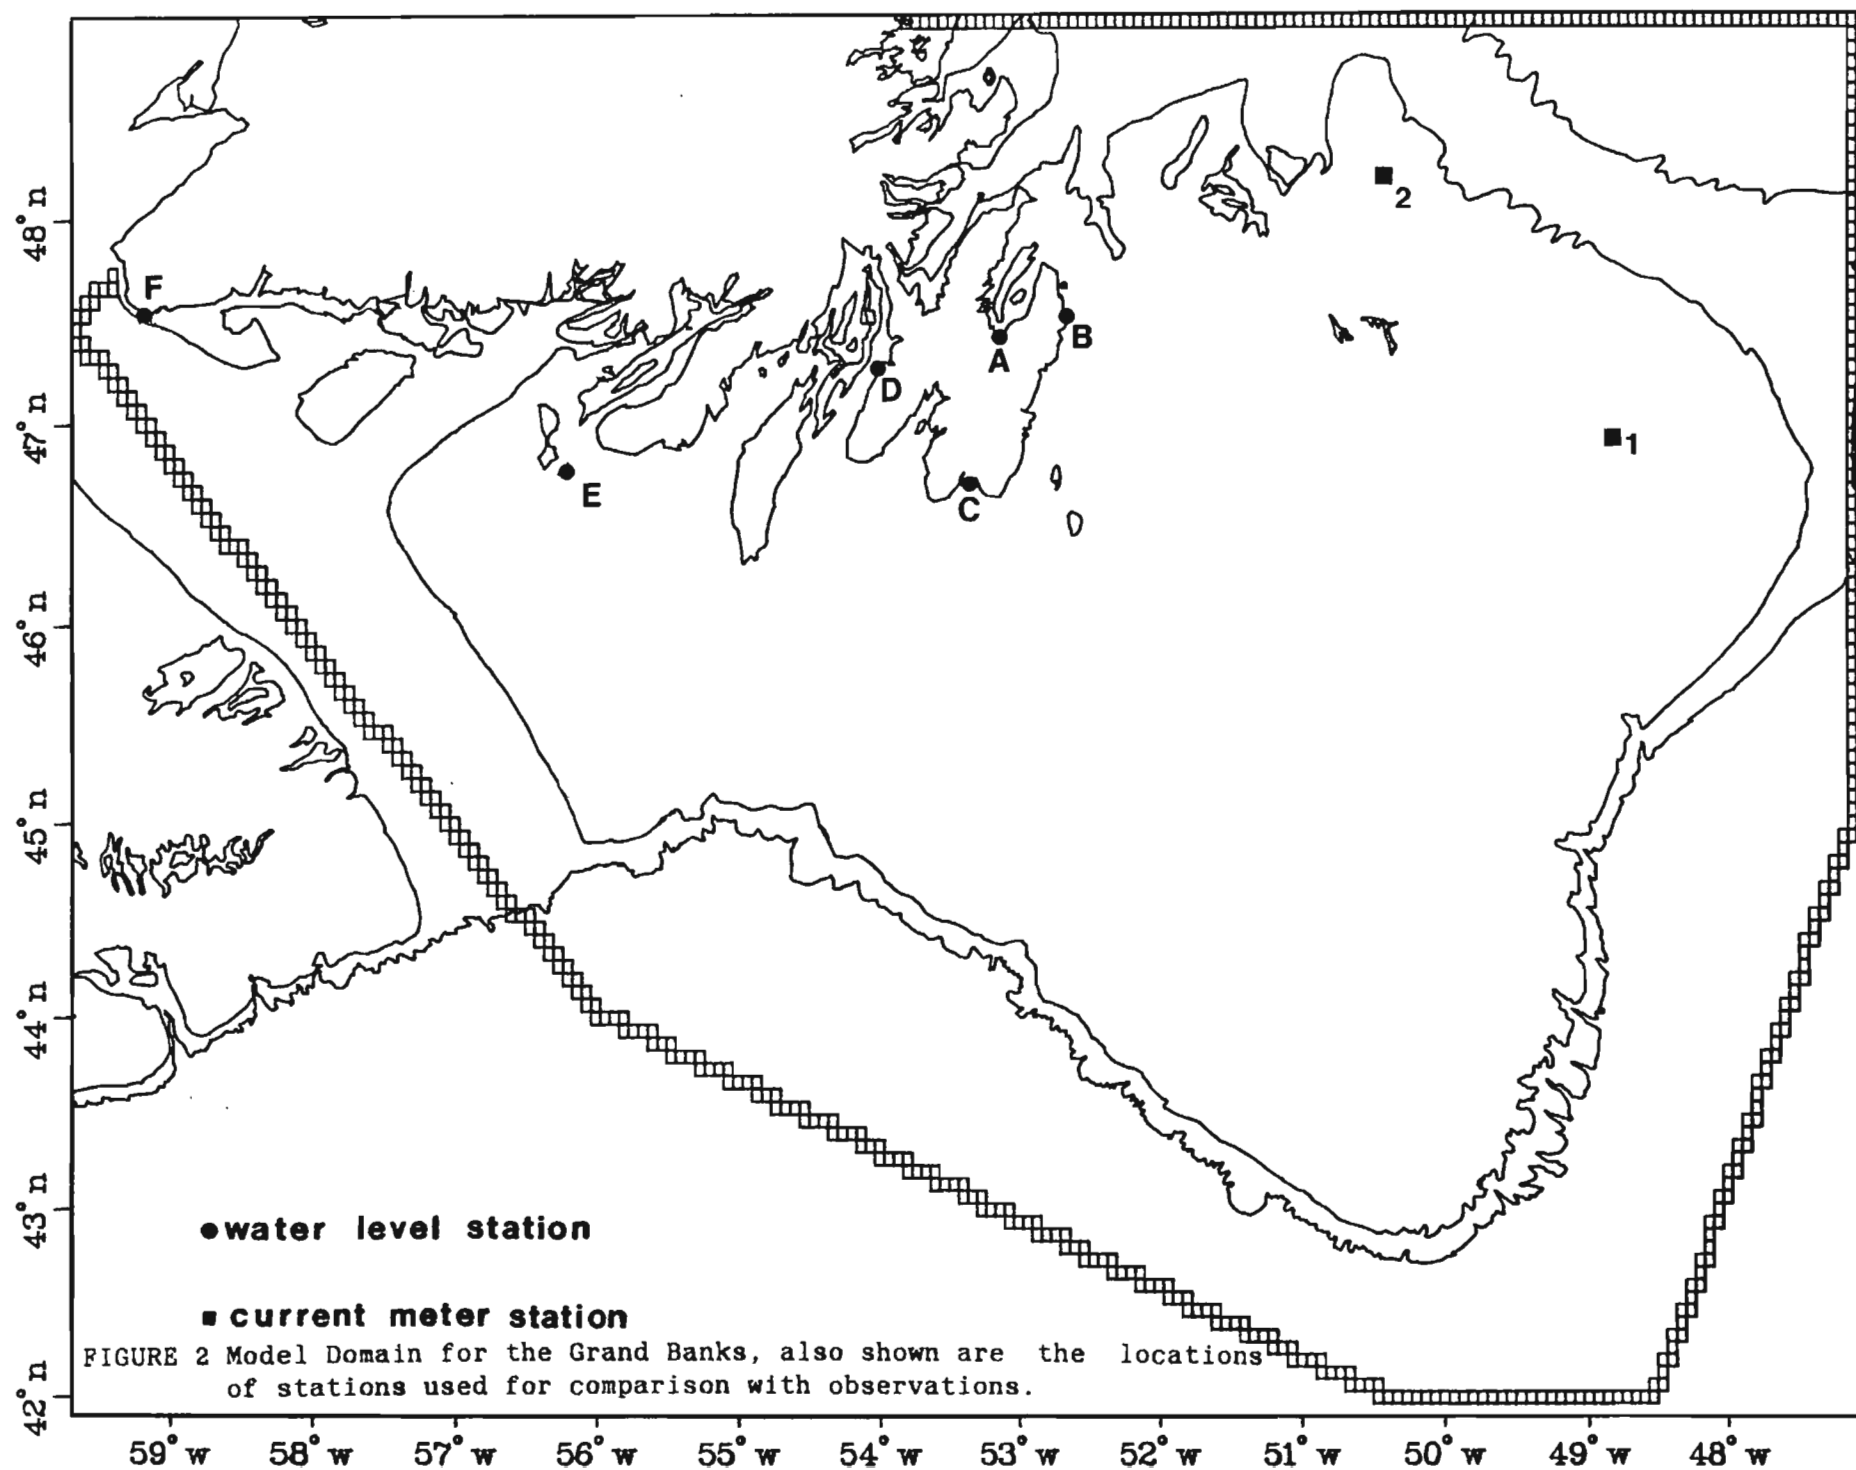 48°n
47°n
46°n
45°n
44°n
43°n
42°n
F
2
B
A
D
1
E
C
●water level station
■current meter station
FIGURE 2 Model Domain for the Grand Banks, also shown are the locations
of stations used for comparison with observations.
59°w 58°w 57°w 56°w 55°w 54°w 53°w 52°w 51°w 50°w 49°w 48°w